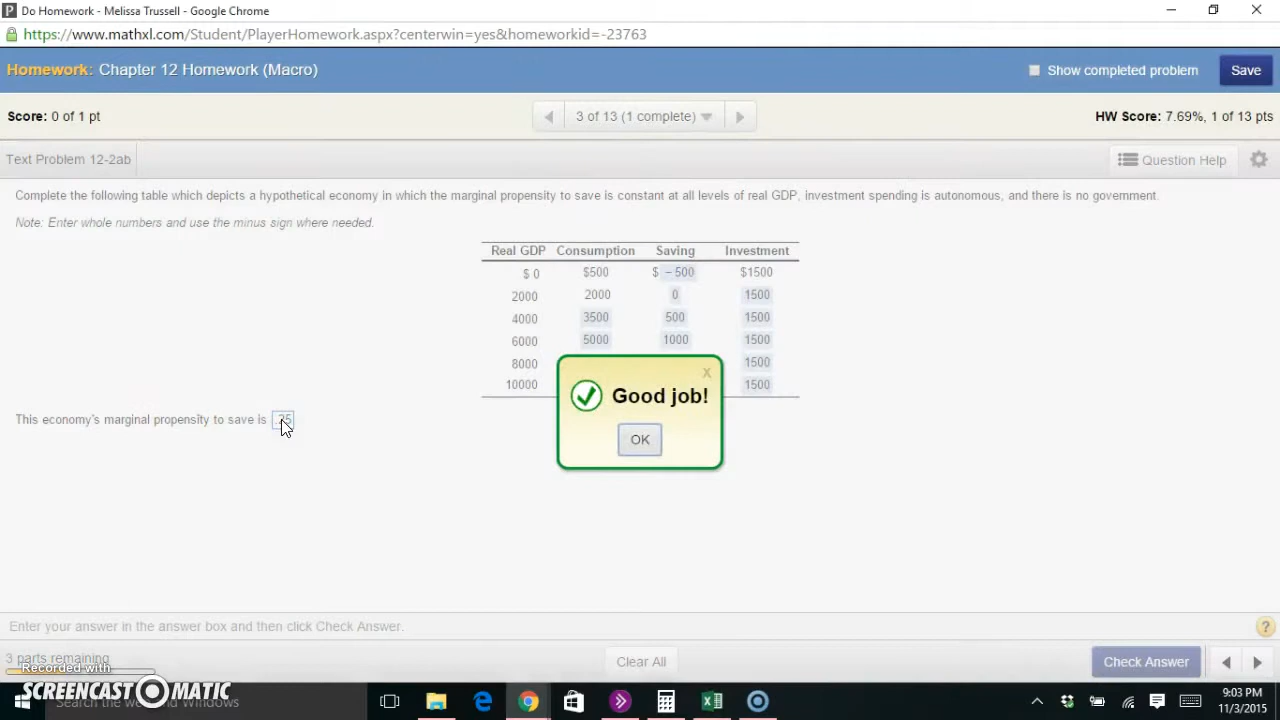 Do Homework - Melissa Trussell - Google Chrome
https://www.mathxl.com/Student/PlayerHomework.aspx?centerwin=yes&homeworkid=-23763
Homework: Chapter 12 Homework (Macro)
Show completed problem
Save
Score: 0 of 1 pt
3 of 13 (1 complete)
HW Score: 7.69%, 1 of 13 pts
Text Problem 12-2ab
Question Help
Complete the following table which depicts a hypothetical economy in which the marginal propensity to save is constant at all levels of real GDP, investment spending is autonomous, and there is no government.
Note: Enter whole numbers and use the minus sign where needed.
Real GDP Consumption Saving Investment
$ 0 $500 $ −500 $1500
2000 2000 0 1500
4000 3500 500 1500
6000 5000 1000 1500
8000 1500
10000 1500
x
Good job!
OK
This economy's marginal propensity to save is .25
Enter your answer in the answer box and then click Check Answer.
?
3 parts remaining
Clear All
Check Answer
Recorded with
SCREENCAST MATIC
Search the web and Windows
9:03 PM
11/3/2015